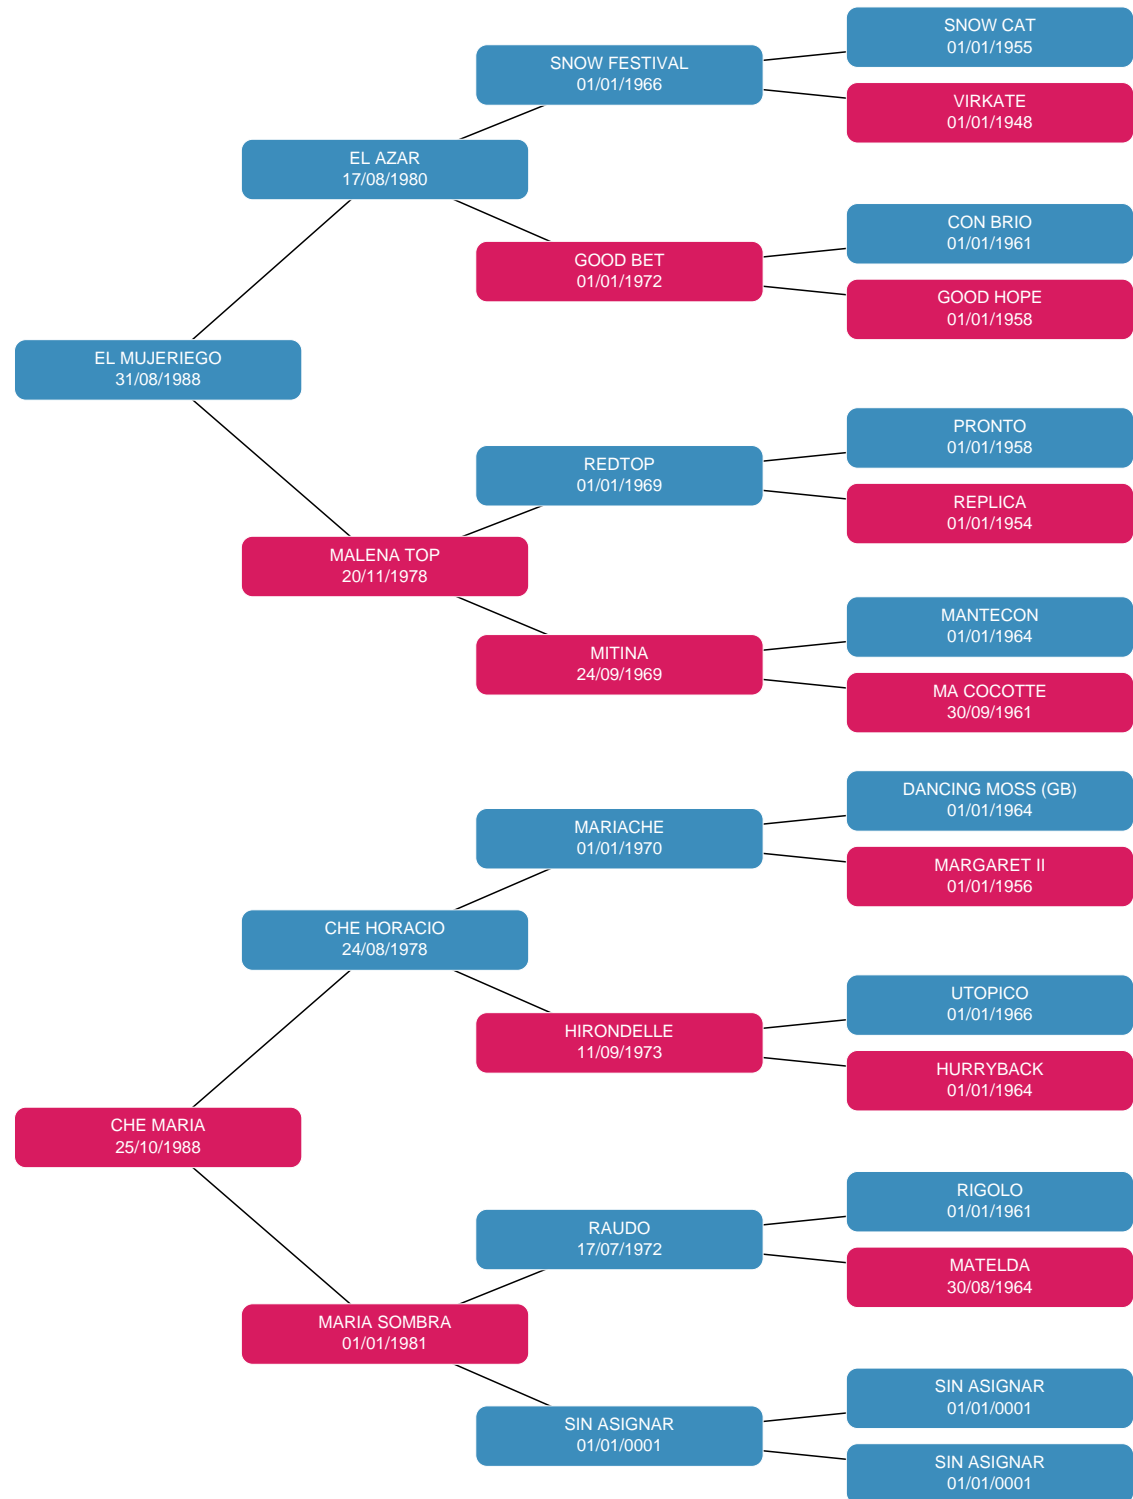 SNOW CAT
01/01/1955
SNOW FESTIVAL
01/01/1966
VIRKATE
01/01/1948
EL AZAR
17/08/1980
CON BRIO
01/01/1961
GOOD BET
01/01/1972
GOOD HOPE
01/01/1958
EL MUJERIEGO
31/08/1988
PRONTO
01/01/1958
REDTOP
01/01/1969
REPLICA
01/01/1954
MALENA TOP
20/11/1978
MANTECON
01/01/1964
MITINA
24/09/1969
MA COCOTTE
30/09/1961
DANCING MOSS (GB)
01/01/1964
MARIACHE
01/01/1970
MARGARET II
01/01/1956
CHE HORACIO
24/08/1978
UTOPICO
01/01/1966
HIRONDELLE
11/09/1973
HURRYBACK
01/01/1964
CHE MARIA
25/10/1988
RIGOLO
01/01/1961
RAUDO
17/07/1972
MATELDA
30/08/1964
MARIA SOMBRA
01/01/1981
SIN ASIGNAR
01/01/0001
SIN ASIGNAR
01/01/0001
SIN ASIGNAR
01/01/0001